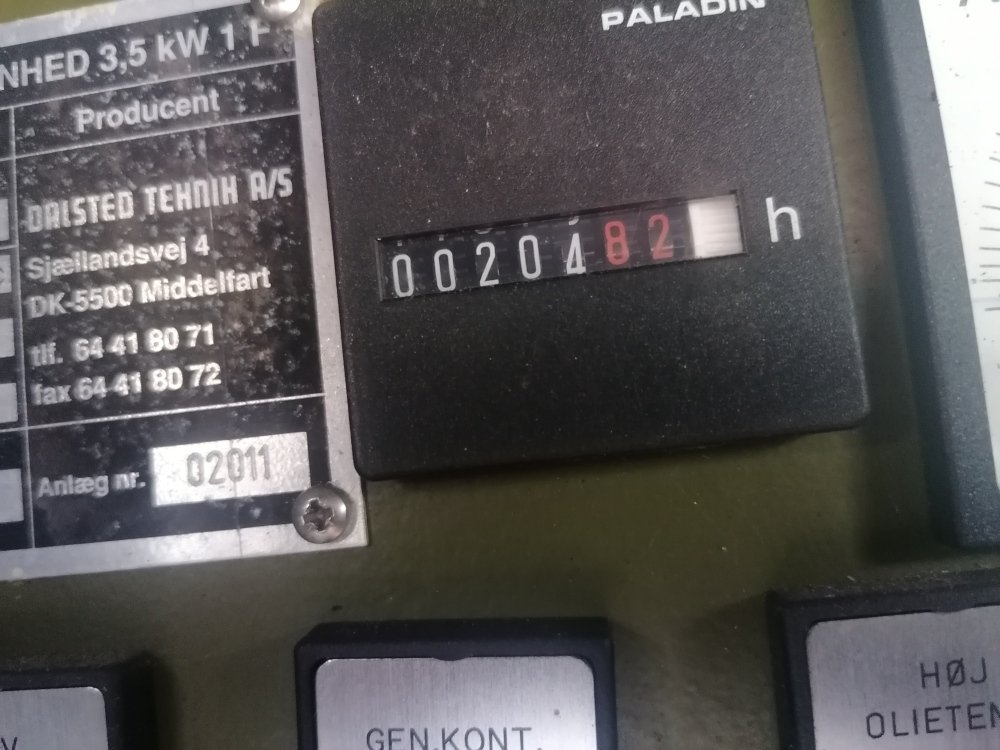 NHED 3,5 kW 1 F
Producent
DALSTED TEKNIK A/S
Sjællandsvej 4
DK-5500 Middelfart
tlf. 64 41 80 71
fax 64 41 80 72
Anlæg nr. 02011
PALADIN
0020482 h
GEN.KONT.
HØJ
OLIETEM
V